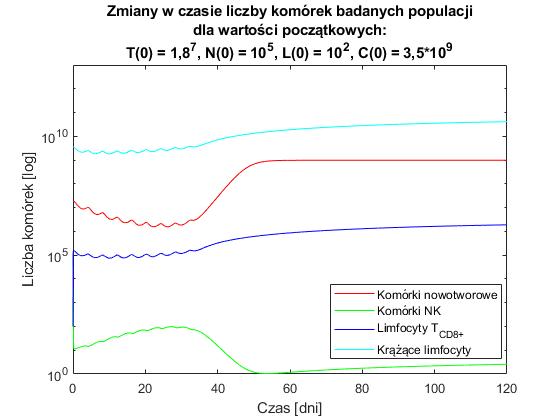 Zmiany w czasie liczby komórek badanych populacji
dla wartości początkowych:
T(0) = 1,8⁷, N(0) = 10⁵, L(0) = 10², C(0) = 3,5*10⁹
Liczba komórek [log]
10¹⁰
10⁵
10⁰
0 20 40 60 80 100 120
Czas [dni]
Komórki nowotworowe
Komórki NK
Limfocyty T_CD8+
Krążące limfocyty